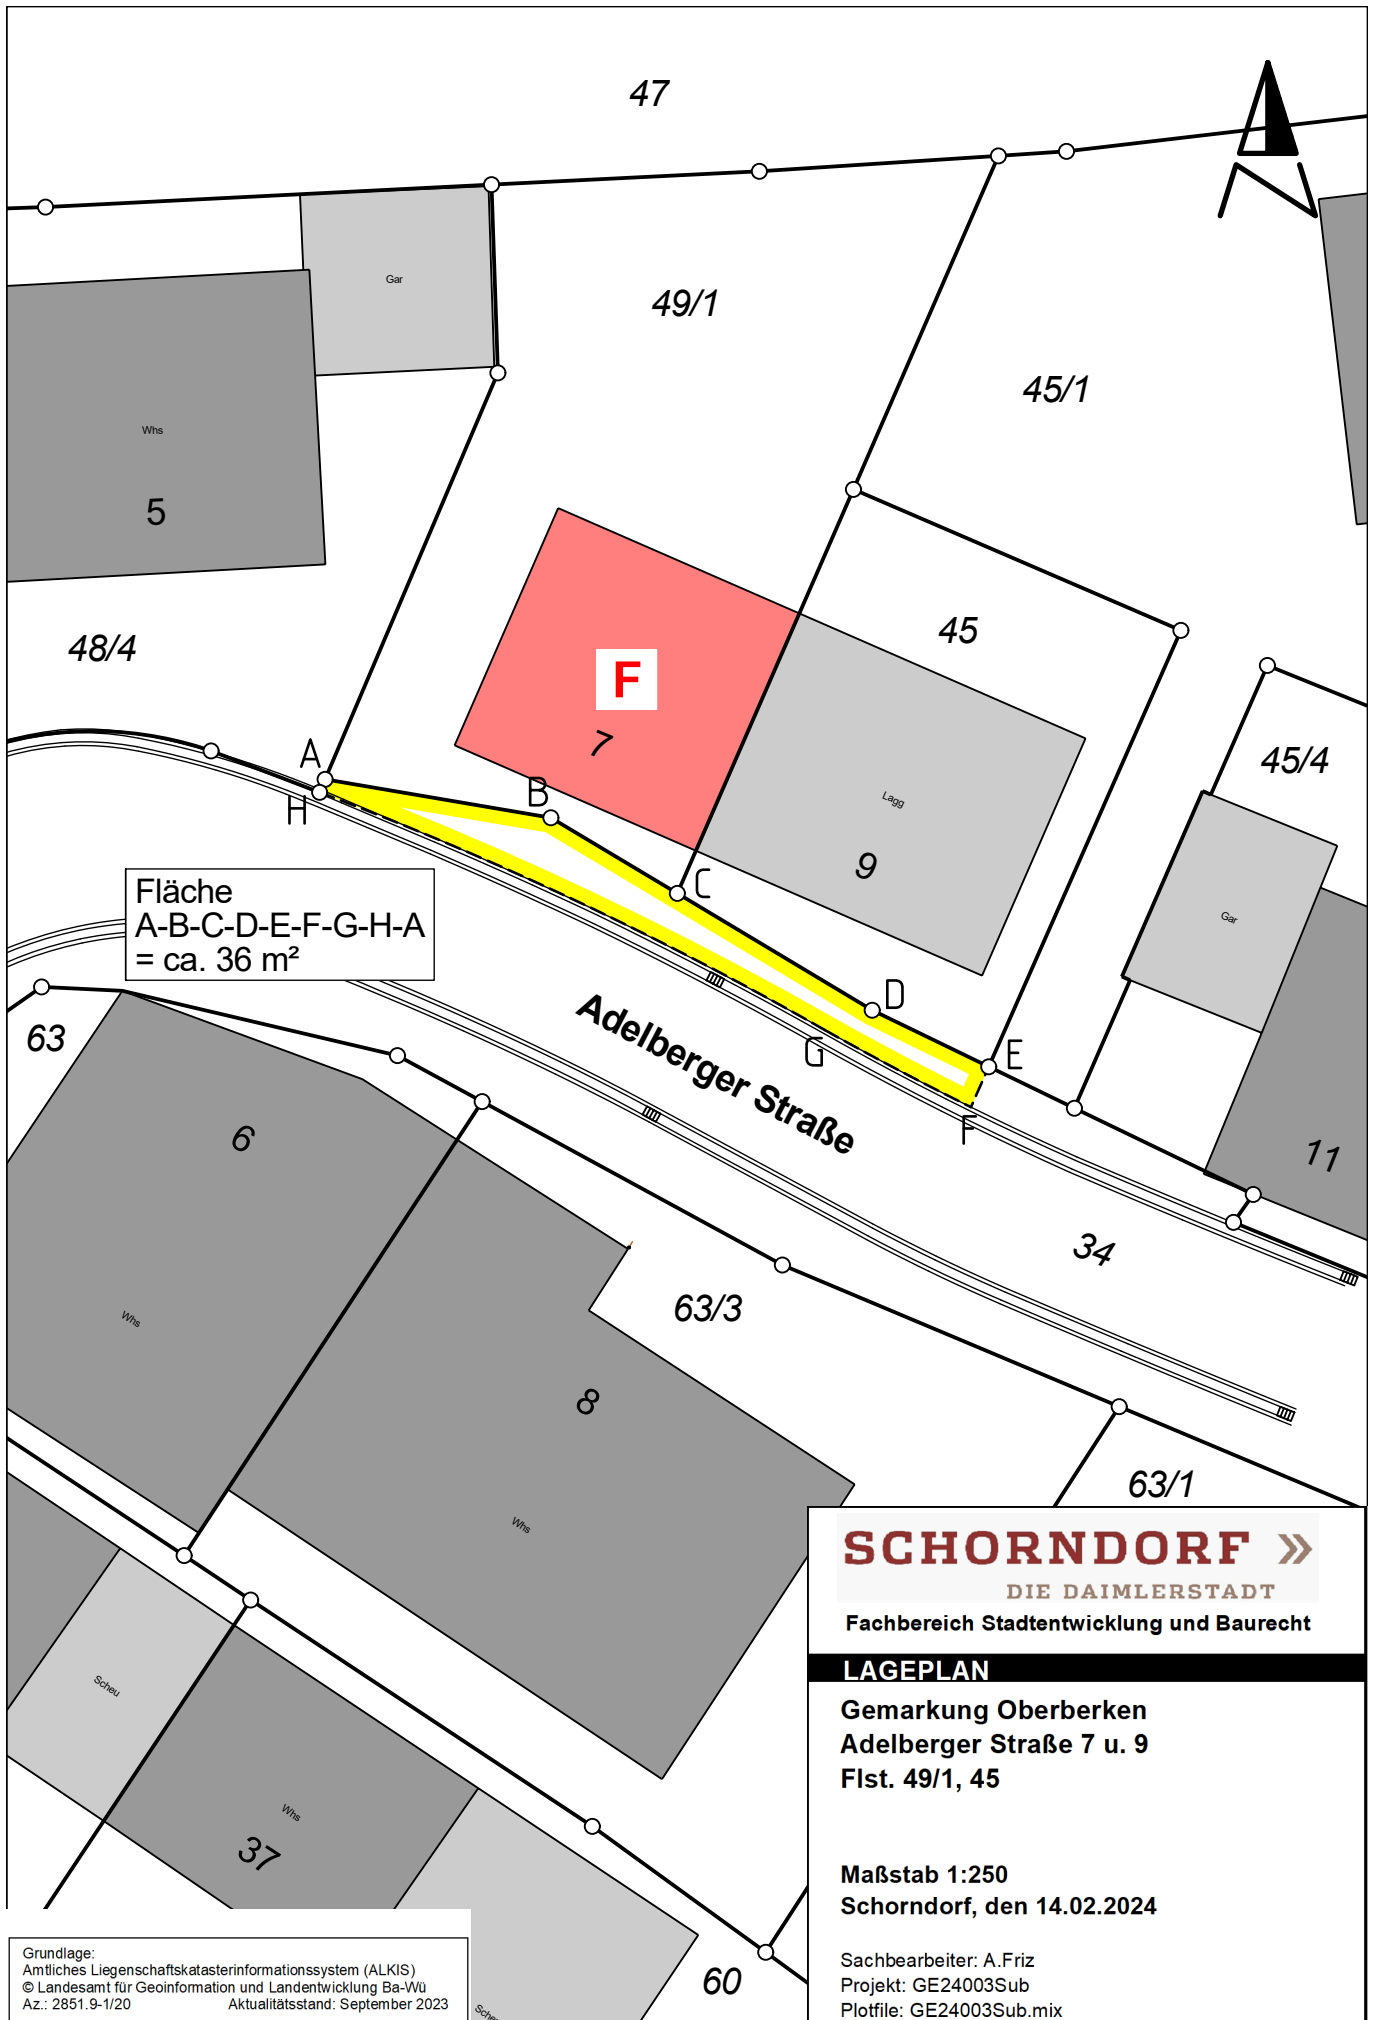 47
Gar
49/1
45/1
Whs
5
45
48/4
F
7
45/4
A
H
B
Lagg
9
C
Gar
Fläche
A-B-C-D-E-F-G-H-A
= ca. 36 m²
D
63
Adelberger Straße
G
E
F
6
11
34
63/3
Whs
8
63/1
Whs
SCHORNDORF »
DIE DAIMLERSTADT
Fachbereich Stadtentwicklung und Baurecht
LAGEPLAN
Gemarkung Oberberken
Adelberger Straße 7 u. 9
Flst. 49/1, 45
Maßstab 1:250
Schorndorf, den 14.02.2024
Sachbearbeiter: A.Friz
Projekt: GE24003Sub
Plotfile: GE24003Sub.mix
Scheu
Whs
37
60
Grundlage:
Amtliches Liegenschaftskatasterinformationssystem (ALKIS)
© Landesamt für Geoinformation und Landentwicklung Ba-Wü
Az.: 2851.9-1/20 Aktualitätsstand: September 2023